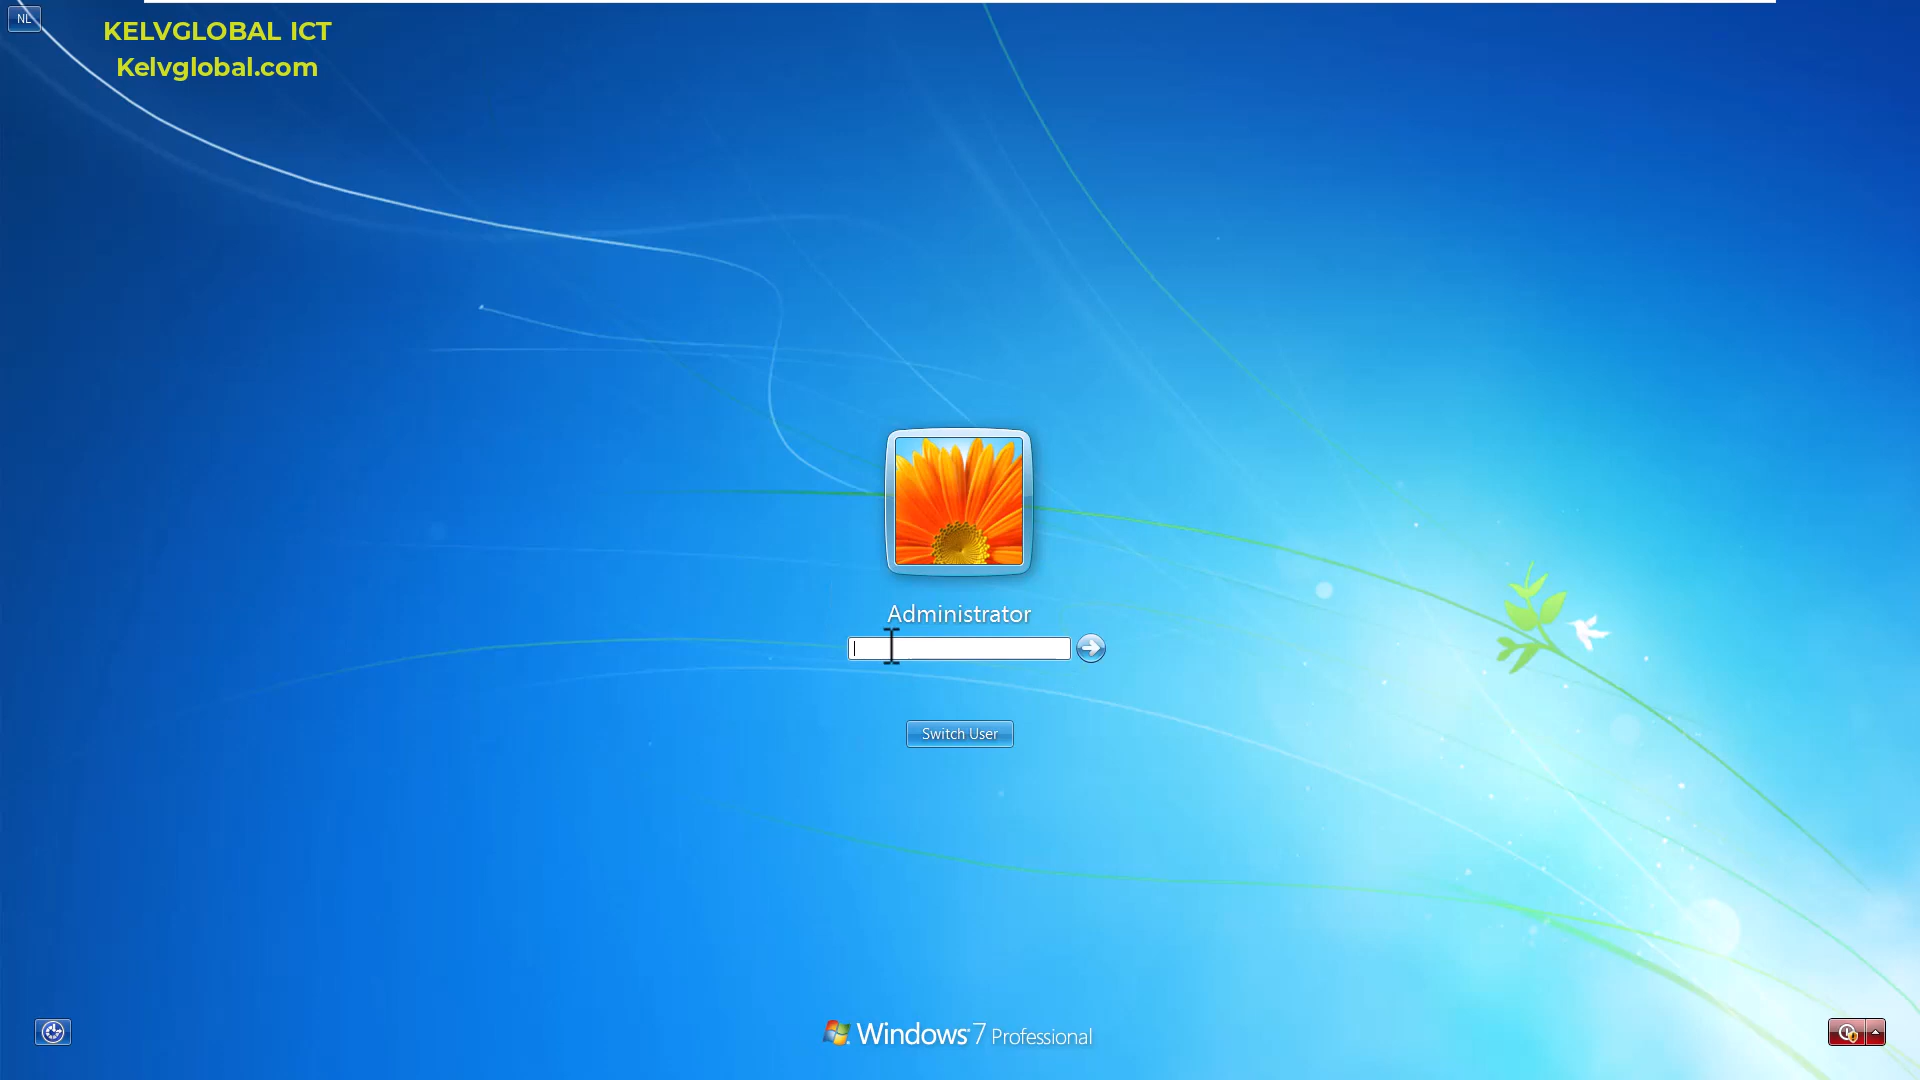 NL
KELVGLOBAL ICT
Kelvglobal.com
Administrator
Switch User
Windows 7 Professional